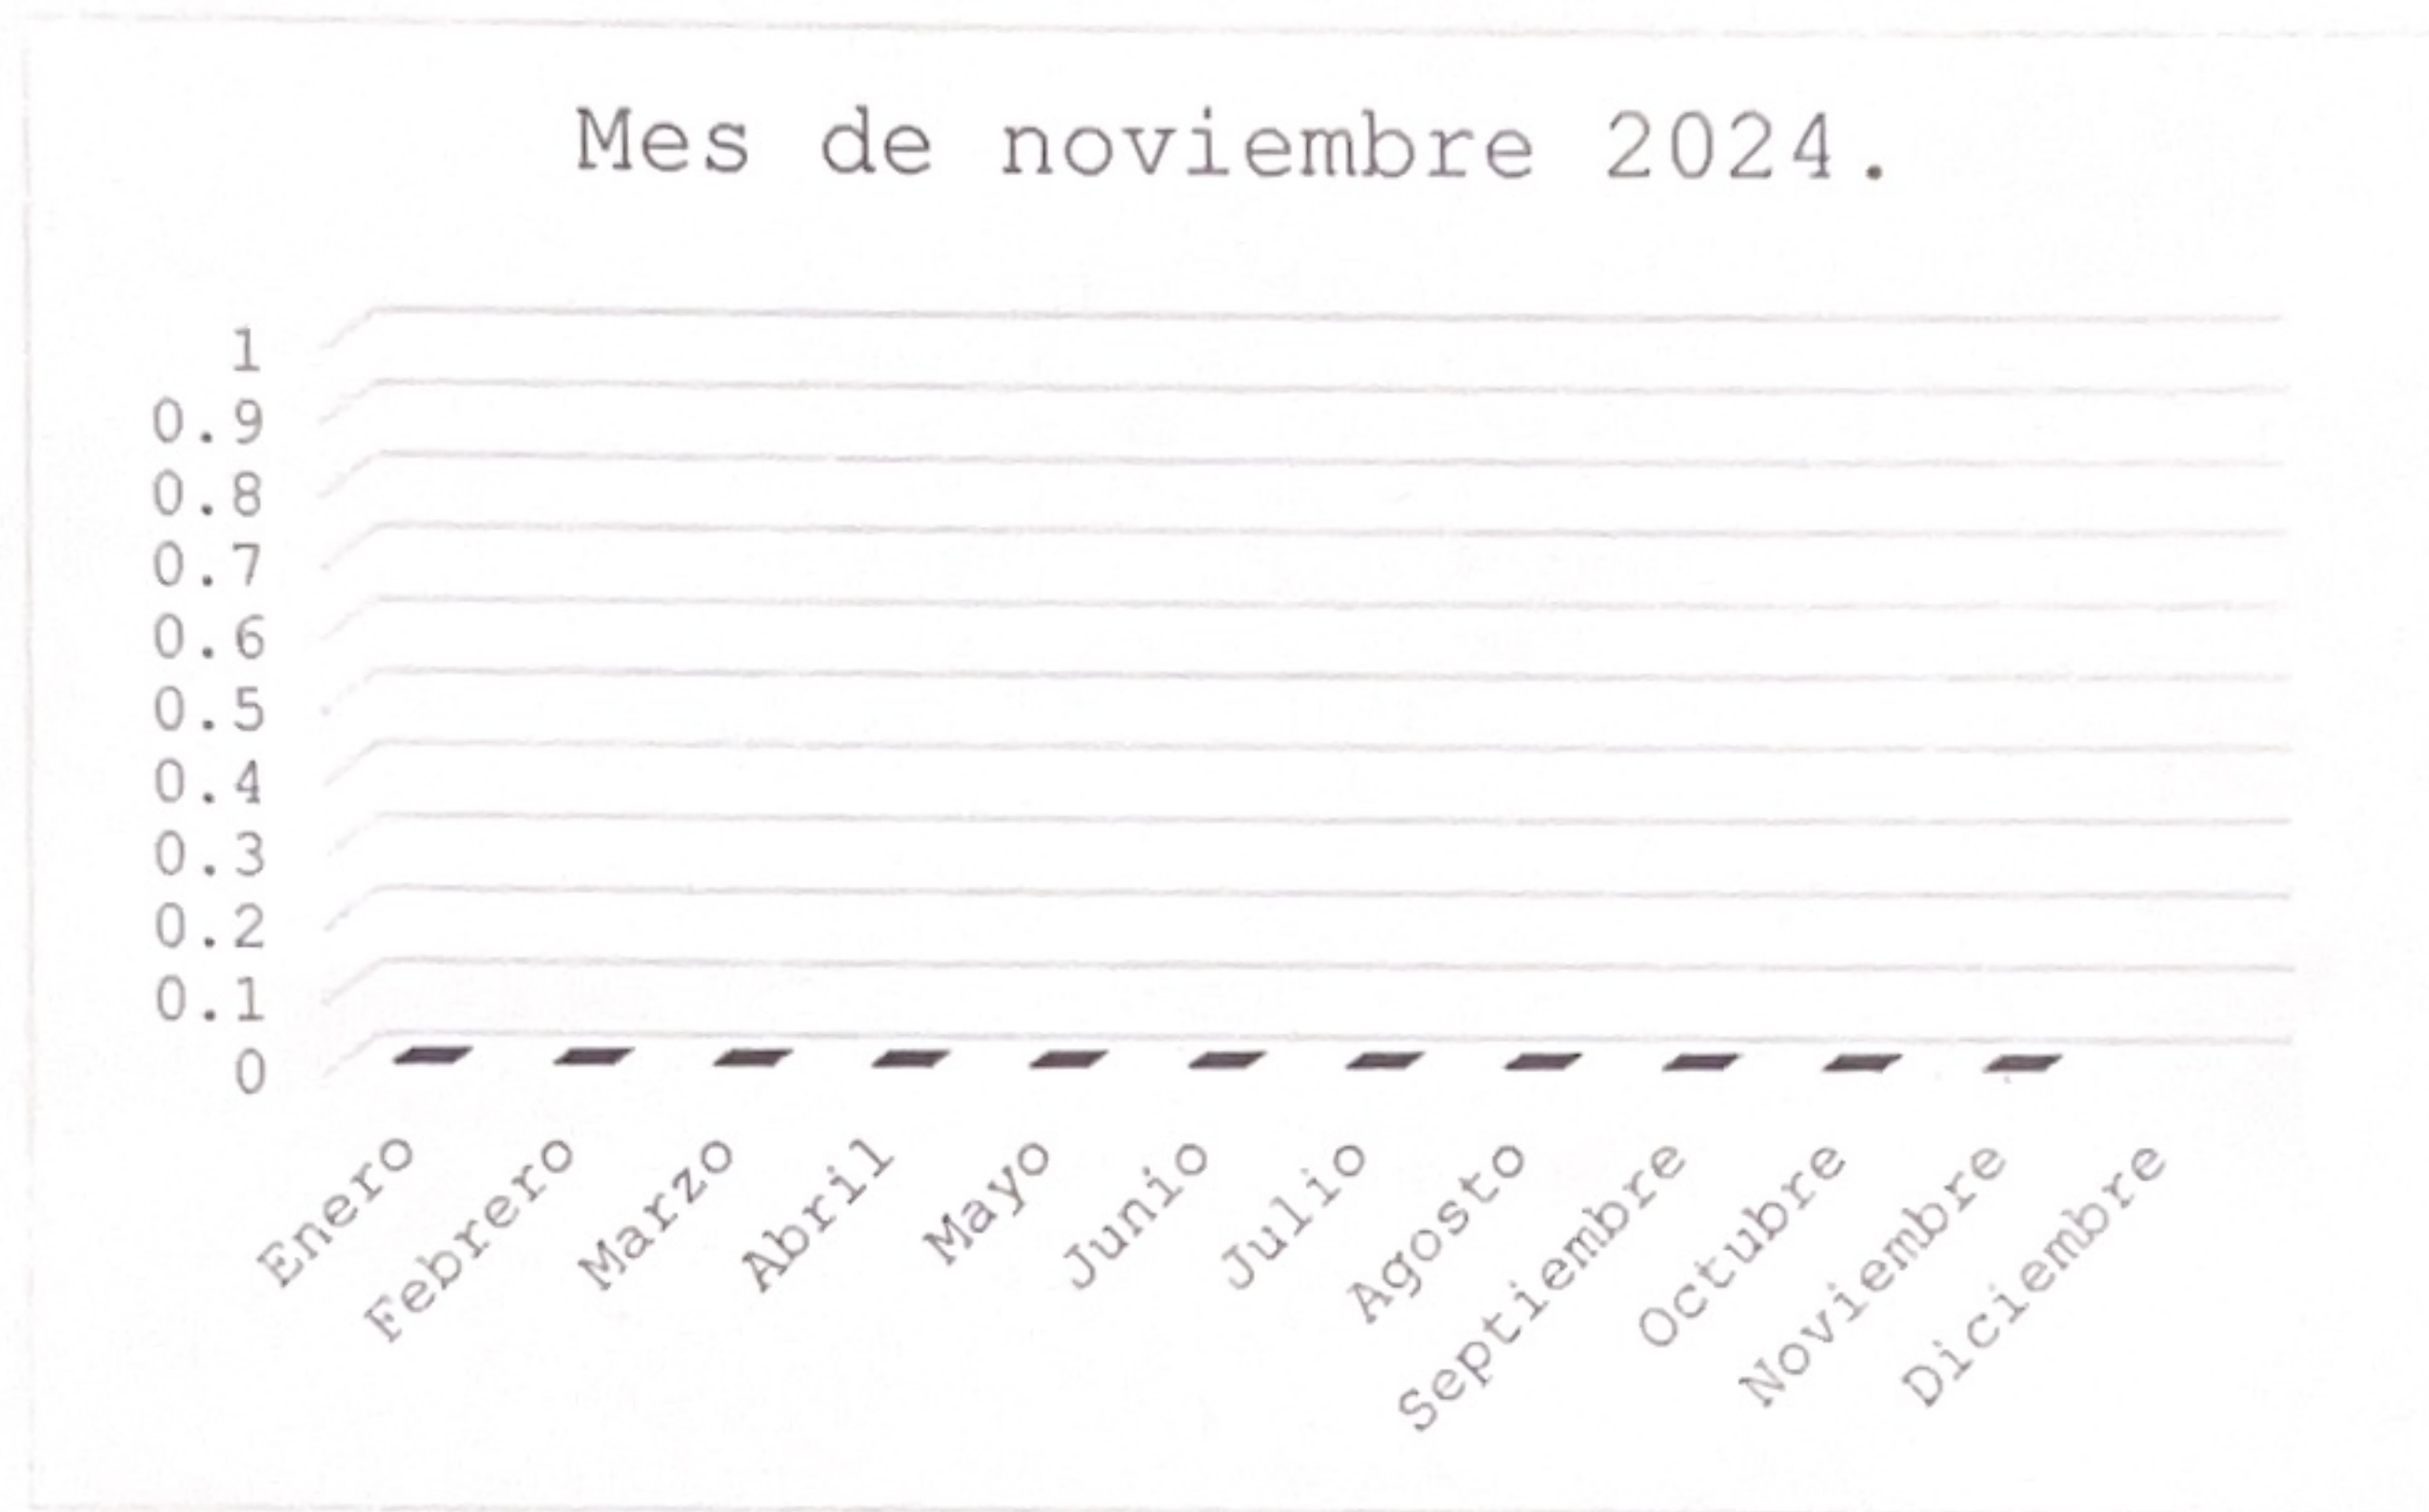 Mes de noviembre 2024.
1
0.9
0.8
0.7
0.6
0.5
0.4
0.3
0.2
0.1
0
Enero
Febrero
Marzo
Abril
Mayo
Junio
Julio
Agosto
Septiembre
Octubre
Noviembre
Diciembre